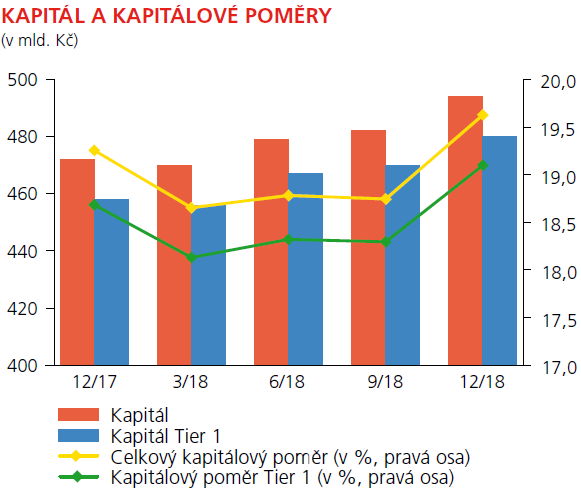 KAPITÁL A KAPITÁLOVÉ POMĚRY
(v mld. Kč)
500 20,0
480 19,5
460 19,0
440 18,5
420 18,0
400 17,5
17,0
12/17 3/18 6/18 9/18 12/18
Kapitál
Kapitál Tier 1
Celkový kapitálový poměr (v %, pravá osa)
Kapitálový poměr Tier 1 (v %, pravá osa)